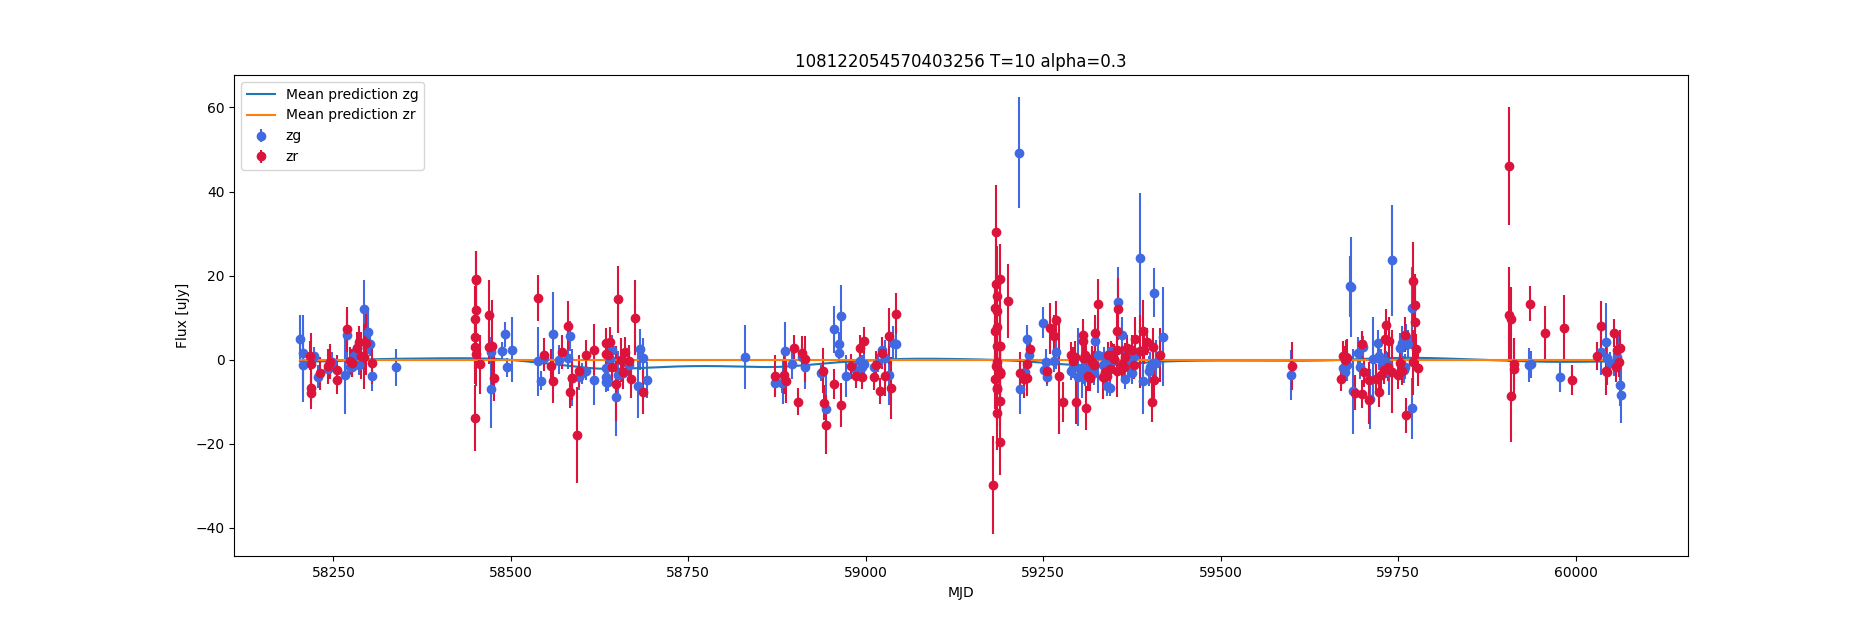 108122054570403256 T=10 alpha=0.3
Mean prediction zg
Mean prediction zr
zg
zr
Flux [uJy]
60
40
20
0
−20
−40
58250 58500 58750 59000 59250 59500 59750 60000
MJD